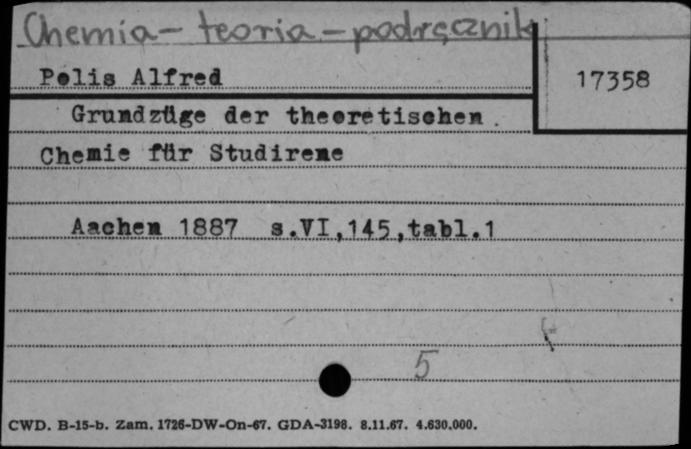 Chemia - teoria - podręcznik
Polis Alfred
17358
Grundzüge der theoretischen.
Chemie für Studirene
Aachen 1887 s.VI,145,tabl.1
5
CWD. B-15-b. Zam. 1726-DW-On-67. GDA-3198. 8.11.67. 4.630.000.